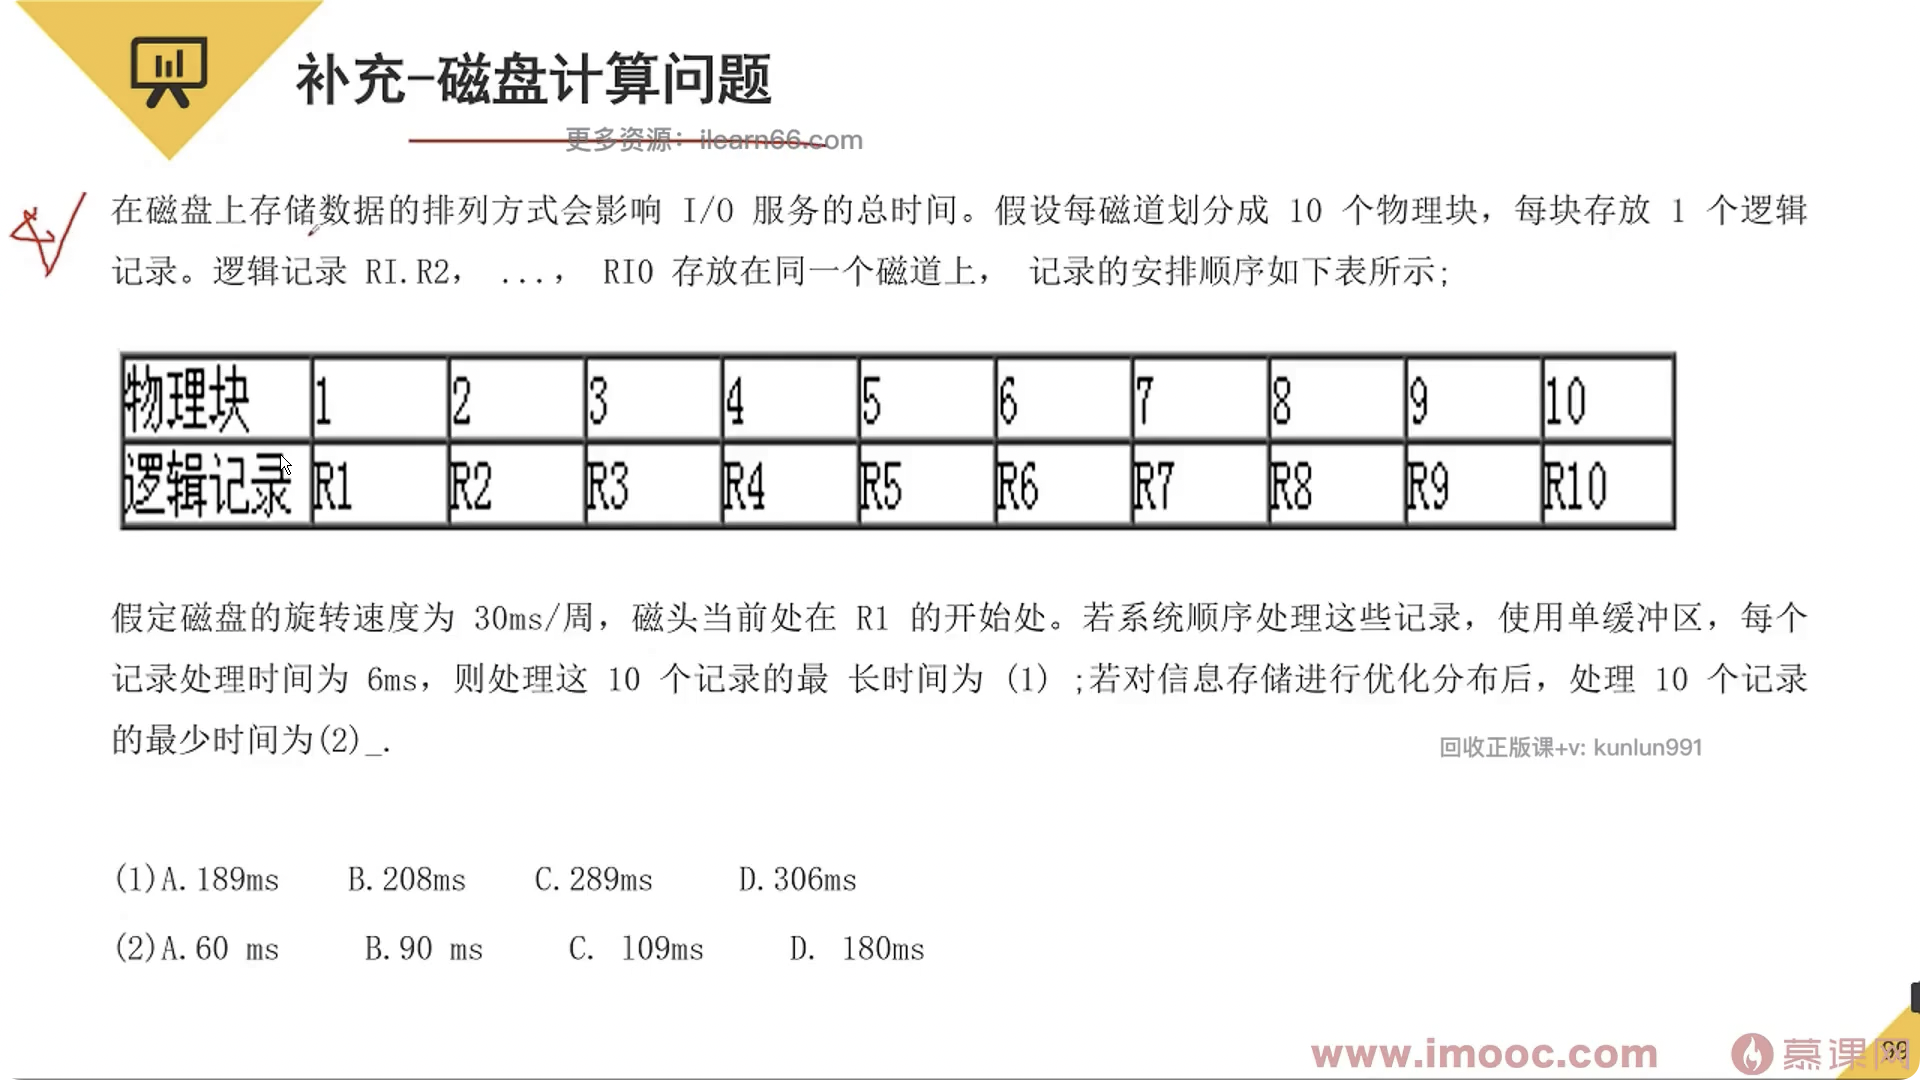 补充-磁盘计算问题
更多资源：ilearn66.com
在磁盘上存储数据的排列方式会影响 I/O 服务的总时间。假设每磁道划分成 10 个物理块，每块存放 1 个逻辑
记录。逻辑记录 RI.R2， ...， RI0 存放在同一个磁道上， 记录的安排顺序如下表所示;
物理块 1 2 3 4 5 6 7 8 9 10
逻辑记录 R1 R2 R3 R4 R5 R6 R7 R8 R9 R10
假定磁盘的旋转速度为 30ms/周，磁头当前处在 R1 的开始处。若系统顺序处理这些记录，使用单缓冲区，每个
记录处理时间为 6ms，则处理这 10 个记录的最 长时间为 (1) ;若对信息存储进行优化分布后，处理 10 个记录
的最少时间为(2)_.
回收正版课+v: kunlun991
(1)A.189ms B.208ms C.289ms D.306ms
(2)A.60 ms B.90 ms C. 109ms D. 180ms
www.imooc.com 慕课网
99